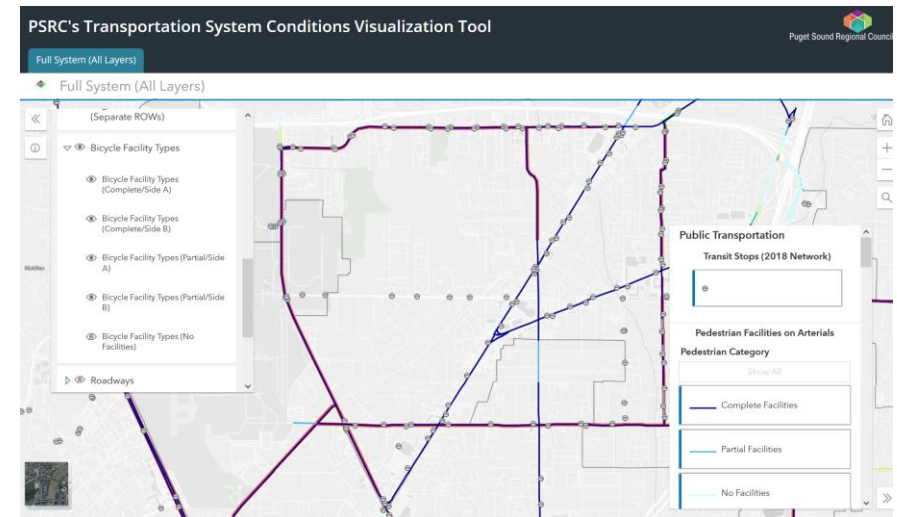 PSRC's Transportation System Conditions Visualization Tool
Puget Sound Regional Council
Full System (All Layers)
Full System (All Layers)
(Separate ROWs)
Bicycle Facility Types
Bicycle Facility Types
(Complete/Side A)
Bicycle Facility Types
(Complete/Side B)
Bicycle Facility Types (Partial/Side
A)
Bicycle Facility Types (Partial/Side
B)
Bicycle Facility Types (No
Facilities)
Roadways
Public Transportation
Transit Stops (2018 Network)
Pedestrian Facilities on Arterials
Pedestrian Category
Show All
Complete Facilities
Partial Facilities
No Facilities